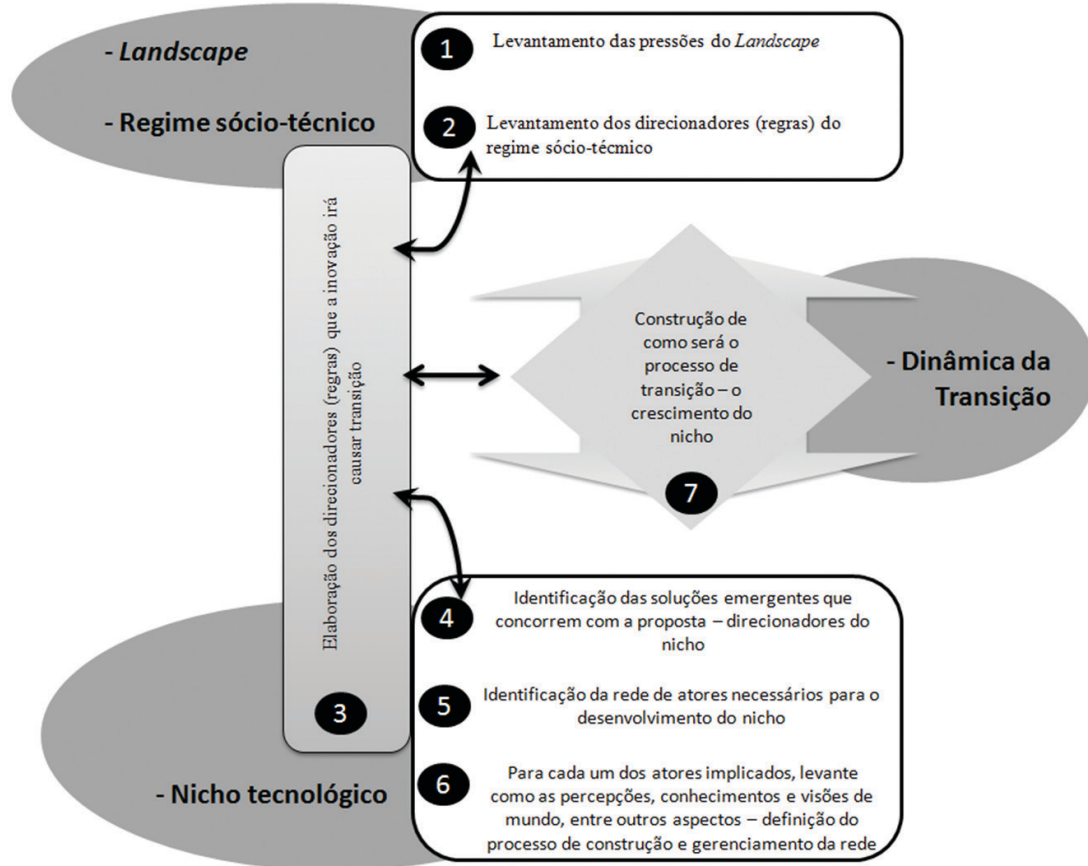 - Landscape
- Regime sócio-técnico
1
Levantamento das pressões do Landscape
2
Levantamento dos direcionadores (regras) do
regime sócio-técmico
Elaboração dos direcionadores (regras) que a inovação irá
causar transição
3
Construção de
como será o
processo de
transição – o
crescimento do
nicho
7
- Dinâmica da
Transição
4
Identificação das soluções emergentes que
concorrem com a proposta – direcionadores do
nicho
5
Identificação da rede de atores necessários para o
desenvolvimento do nicho
- Nicho tecnológico
6
Para cada um dos atores implicados, levante
como as percepções, conhecimentos e visões de
mundo, entre outros aspectos – definição do
processo de construção e gerenciamento da rede